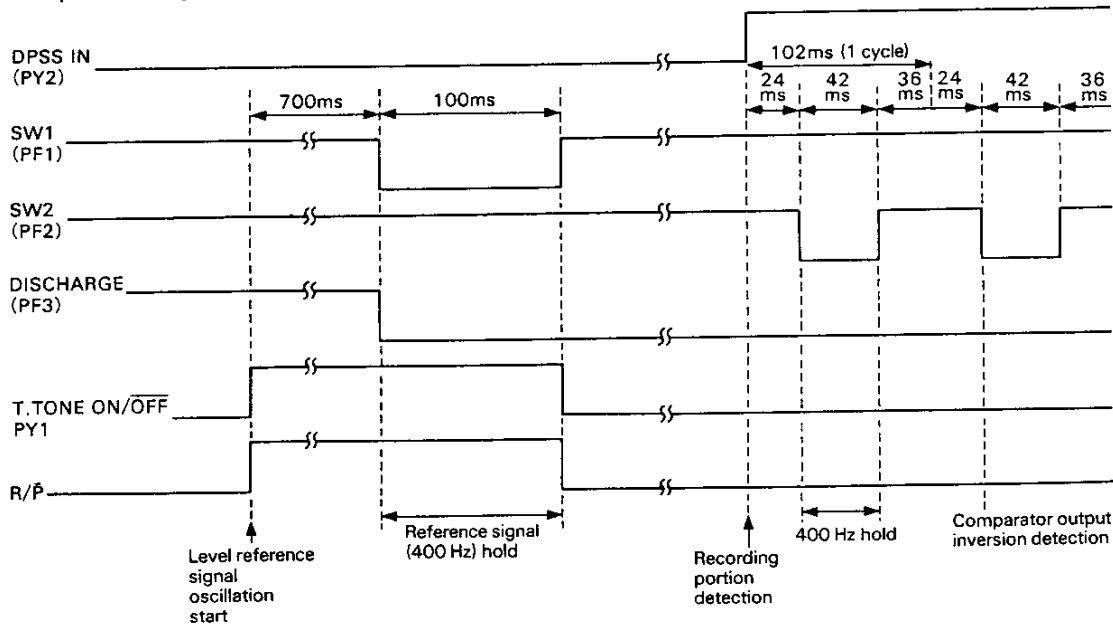 DPSS IN
(PY2)
102ms (1 cycle)
24
ms
42
ms
36
ms
24
ms
42
ms
36
ms
700ms
100ms
SW1
(PF1)
SW2
(PF2)
DISCHARGE
(PF3)
T.TONE ON/OFF
PY1
R/P
Level reference
signal
oscillation
start
Reference signal
(400 Hz) hold
Recording
portion
detection
400 Hz hold
Comparator output
inversion detection